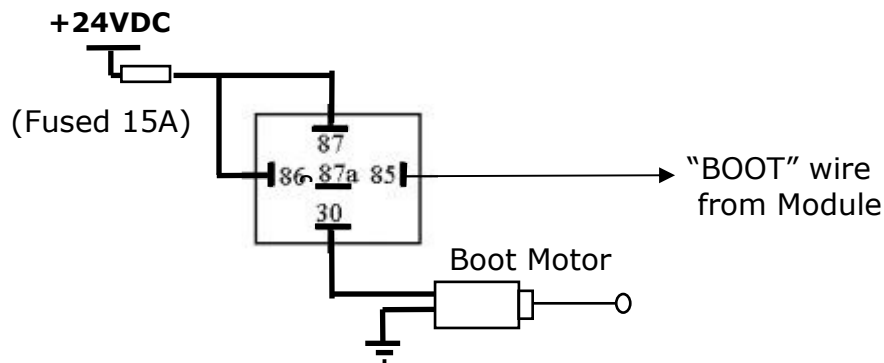 +24VDC
(Fused 15A)
87
86 87a 85
30
“BOOT” wire
from Module
Boot Motor